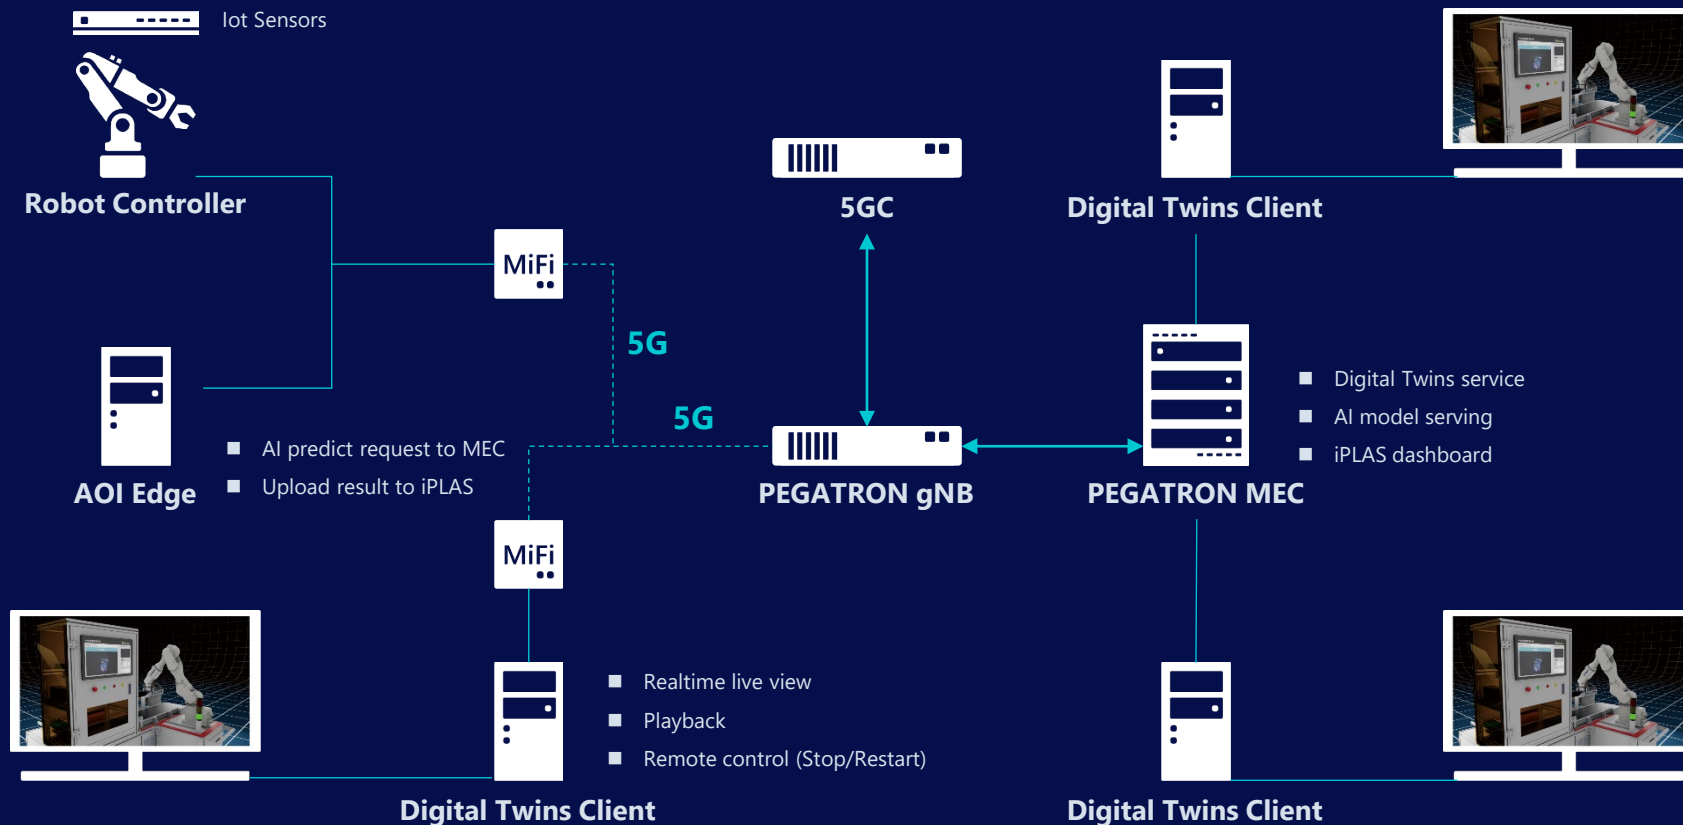 Iot Sensors
Robot Controller
MiFi
5GC
Digital Twins Client
5G
5G
AI predict request to MEC
Upload result to iPLAS
AOI Edge
PEGATRON gNB
PEGATRON MEC
Digital Twins service
AI model serving
iPLAS dashboard
MiFi
Realtime live view
Playback
Remote control (Stop/Restart)
Digital Twins Client
Digital Twins Client